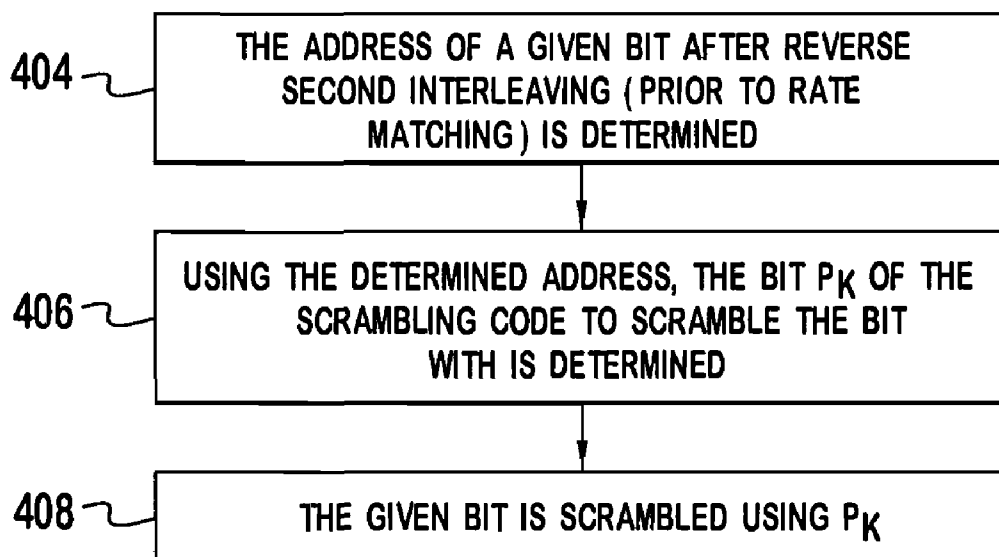 404
THE ADDRESS OF A GIVEN BIT AFTER REVERSE
SECOND INTERLEAVING (PRIOR TO RATE
MATCHING) IS DETERMINED
406
USING THE DETERMINED ADDRESS, THE BIT PK OF THE
SCRAMBLING CODE TO SCRAMBLE THE BIT
WITH IS DETERMINED
408
THE GIVEN BIT IS SCRAMBLED USING PK